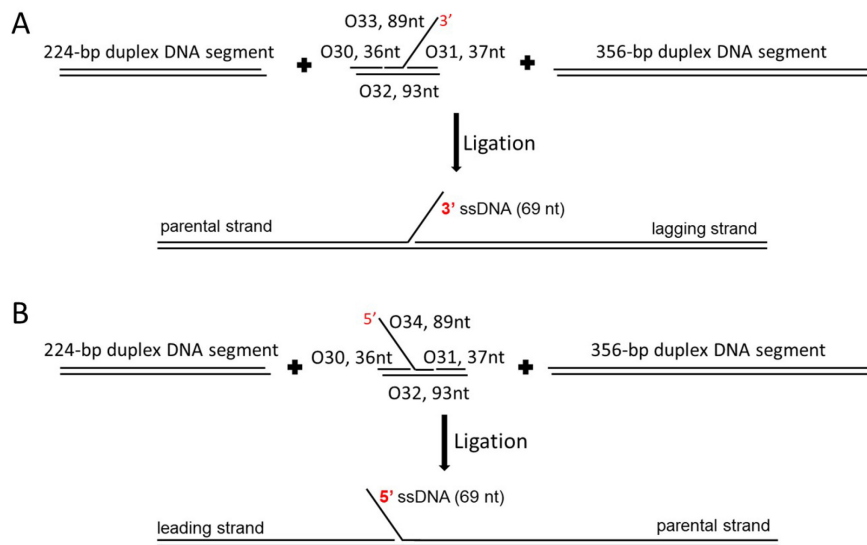 A
O33, 89nt 3'
224-bp duplex DNA segment + O30, 36nt O31, 37nt + 356-bp duplex DNA segment
O32, 93nt
Ligation
3' ssDNA (69 nt)
parental strand lagging strand
B
5' O34, 89nt
224-bp duplex DNA segment + O30, 36nt O31, 37nt + 356-bp duplex DNA segment
O32, 93nt
Ligation
5' ssDNA (69 nt)
leading strand parental strand